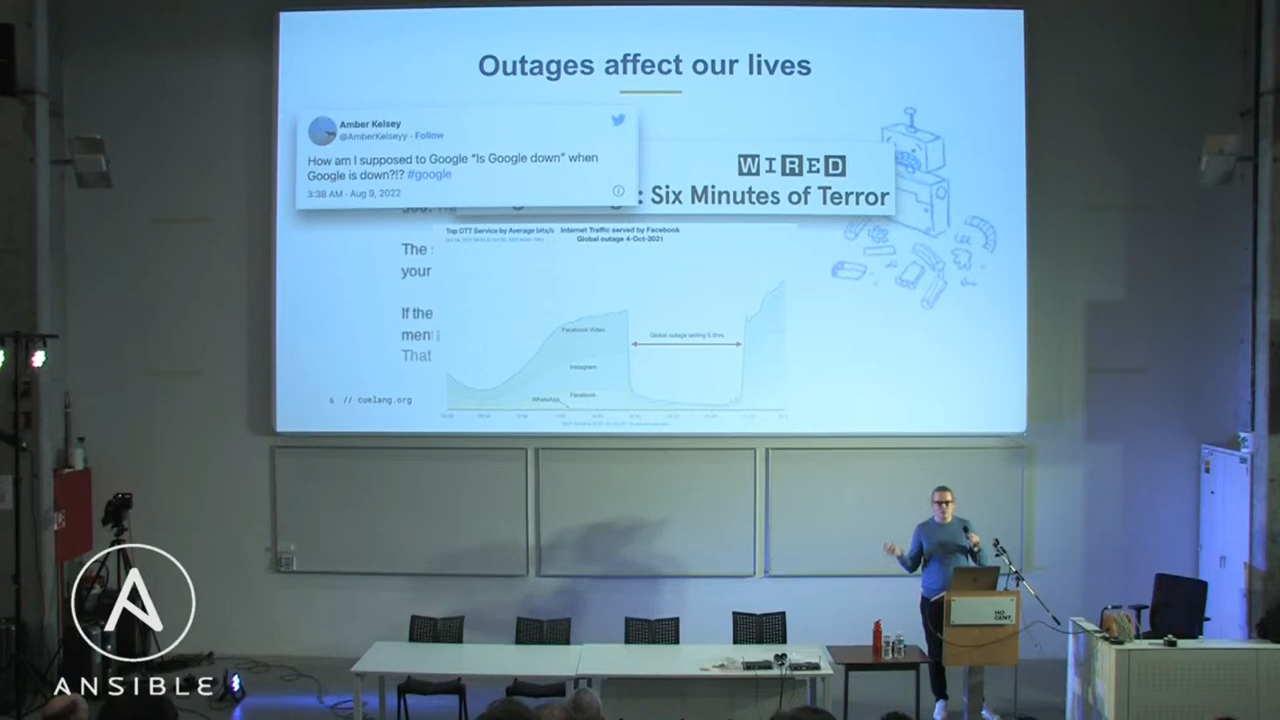 Outages affect our lives
Amber Kelsey
@AmberKelseyy · Follow
How am I supposed to Google “Is Google down” when
Google is down?!? #google
3:38 AM · Aug 9, 2022
WIRED
: Six Minutes of Terror
Top OTT Service by Average bits/s
Internet Traffic served by Facebook
Global outage 4-Oct-2021
The
your
If the
men
That
Facebook Video
Global outage lasting 5.5hrs
Instagram
Facebook
WhatsApp
6 // cuelang.org
HO
GENT
ANSIBLE